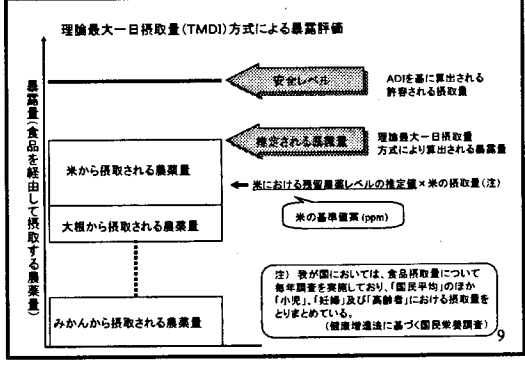 理論最大一日摂取量(TMDI)方式による暴露評価
安全レベル
ADIを基に算出される
許容される摂取量
暴露量(食品を経由して摂取する農薬量)
推定される暴露量
理論最大一日摂取量
方式により算出される暴露量
米から摂取される農薬量
米における残留農薬レベルの推定値×米の摂取量(注)
大根から摂取される農薬量
米の基準値案(ppm)
注) 我が国においては、食品摂取量について
毎年調査を実施しており、「国民平均」のほか
「小児」、「妊婦」及び「高齢者」における摂取量を
とりまとめている。
(健康増進法に基づく国民栄養調査)
みかんから摂取される農薬量
9